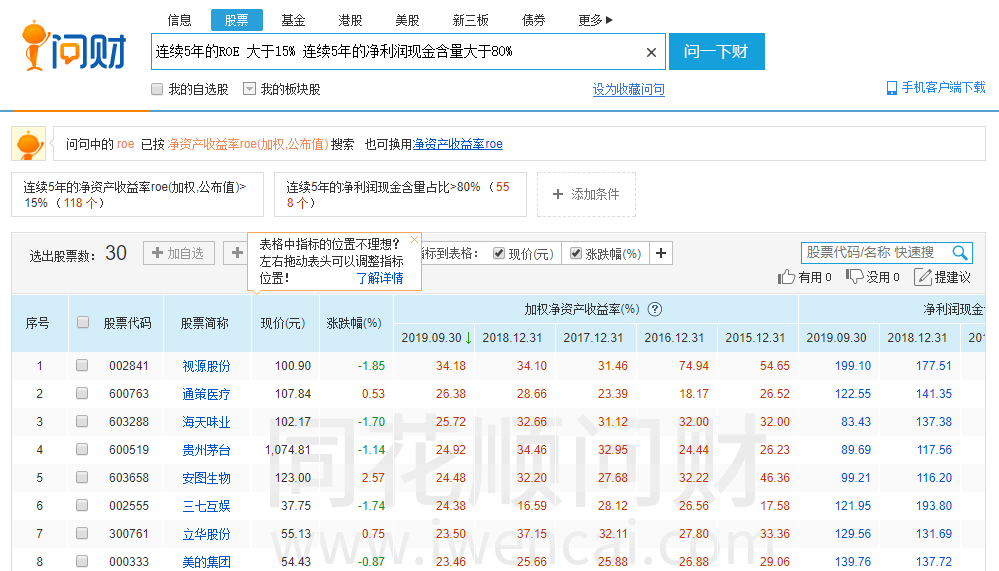 信息 股票 基金 港股 美股 新三板 债券 更多
问财
连续5年的ROE 大于15% 连续5年的净利润现金含量大于80% × 问一下财
我的自选股 我的板块股 设为收藏问句 手机客户端下载
问句中的 roe 已按 净资产收益率roe(加权,公布值) 搜索 也可换用净资产收益率roe
连续5年的净资产收益率roe(加权,公布值)>
15% （118 个）
连续5年的净利润现金含量占比>80% （55
8 个）
+ 添加条件
选出股票数： 30 + 加自选 +
表格中指标的位置不理想？ ×
左右拖动表头可以调整指标
位置！ 了解详情
指标到表格： 现价(元) 涨跌幅(%) +
股票代码/名称 快速搜
有用 0 没用 0 提建议
序号 股票代码 股票简称 现价(元) 涨跌幅(%) 加权净资产收益率(%) ? 净利润现金
2019.09.30↓ 2018.12.31 2017.12.31 2016.12.31 2015.12.31 2019.09.30 2018.12.31 201
1 002841 视源股份 100.90 -1.85 34.18 34.10 31.46 74.94 54.65 199.10 177.51
2 600763 通策医疗 107.84 0.53 26.38 28.66 23.39 18.17 26.52 122.55 141.35
3 603288 海天味业 102.17 -1.70 25.72 32.66 31.12 32.00 32.00 83.43 137.38
4 600519 贵州茅台 1,074.81 -1.14 24.92 34.46 32.95 24.44 26.23 89.69 117.56
5 603658 安图生物 123.00 2.57 24.48 32.20 27.68 32.22 46.36 99.21 116.20
6 002555 三七互娱 37.75 -1.74 24.38 16.59 28.12 26.56 17.58 121.95 193.80
7 300761 立华股份 55.13 0.75 23.50 37.15 32.11 27.80 33.36 129.56 131.69
8 000333 美的集团 54.43 -0.87 23.46 25.66 25.88 26.88 29.06 139.76 137.72
同花顺问财
www.iwencai.com